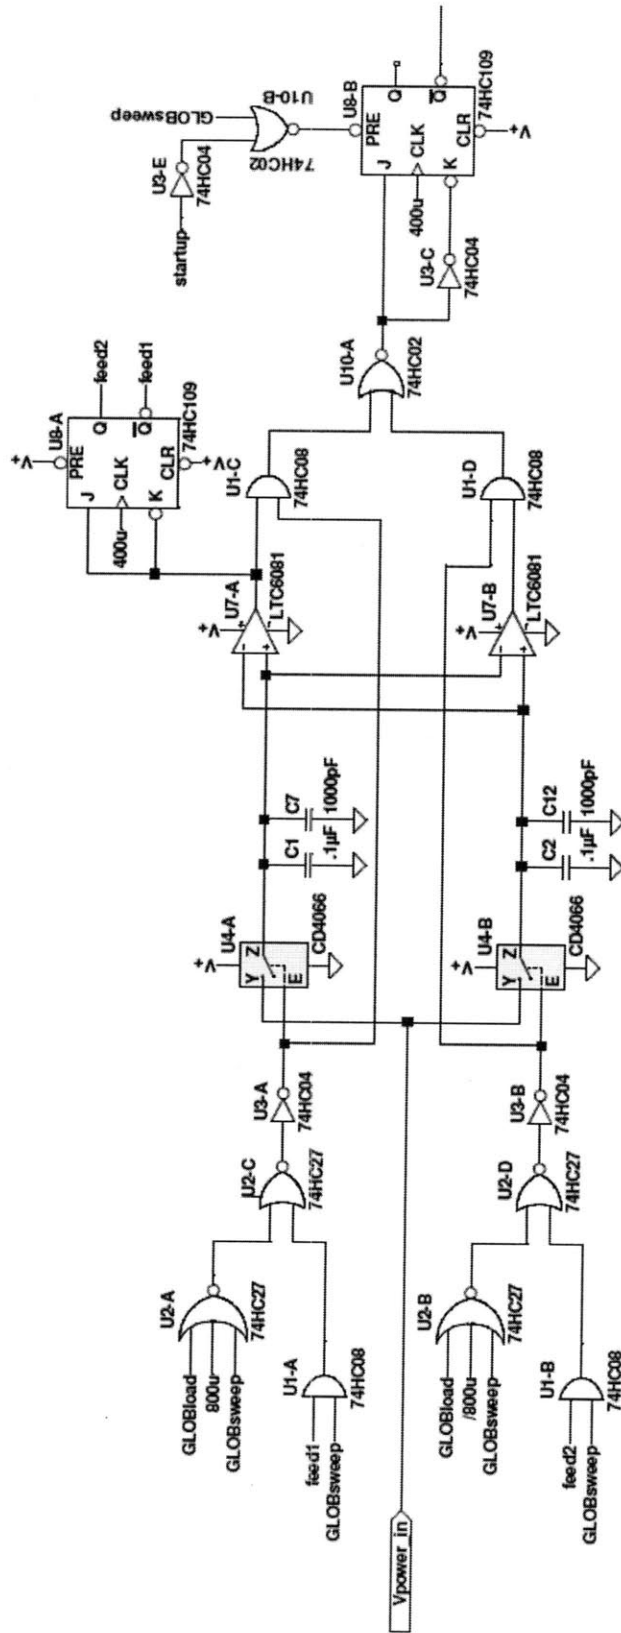 GLOBload
800u
GLOBsweep
U2-A
74HC27
feed1
GLOBsweep
U1-A
74HC08
U2-C
74HC27
U3-A
74HC04
V+
U4-A
Y
Z
E
CD4066
C1
.1µF
C7
1000pF
V+
U7-A
-
+
LTC6081
V+
U8-A
PRE
J
Q
feed2
400u
CLK
K
Q
feed1
CLR
V+
74HC109
U1-C
74HC08
Vpower_in
GLOBload
/800u
GLOBsweep
U2-B
74HC27
feed2
GLOBsweep
U1-B
74HC08
U2-D
74HC27
U3-B
74HC04
V+
U4-B
Y
Z
E
CD4066
C2
.1µF
C12
1000pF
V+
U7-B
-
+
LTC6081
U1-D
74HC08
U10-A
74HC02
startup
U3-E
74HC04
GLOBsweep
U10-B
74HC02
U3-C
74HC04
U8-B
PRE
J
Q
400u
CLK
K
Q
CLR
V+
74HC109